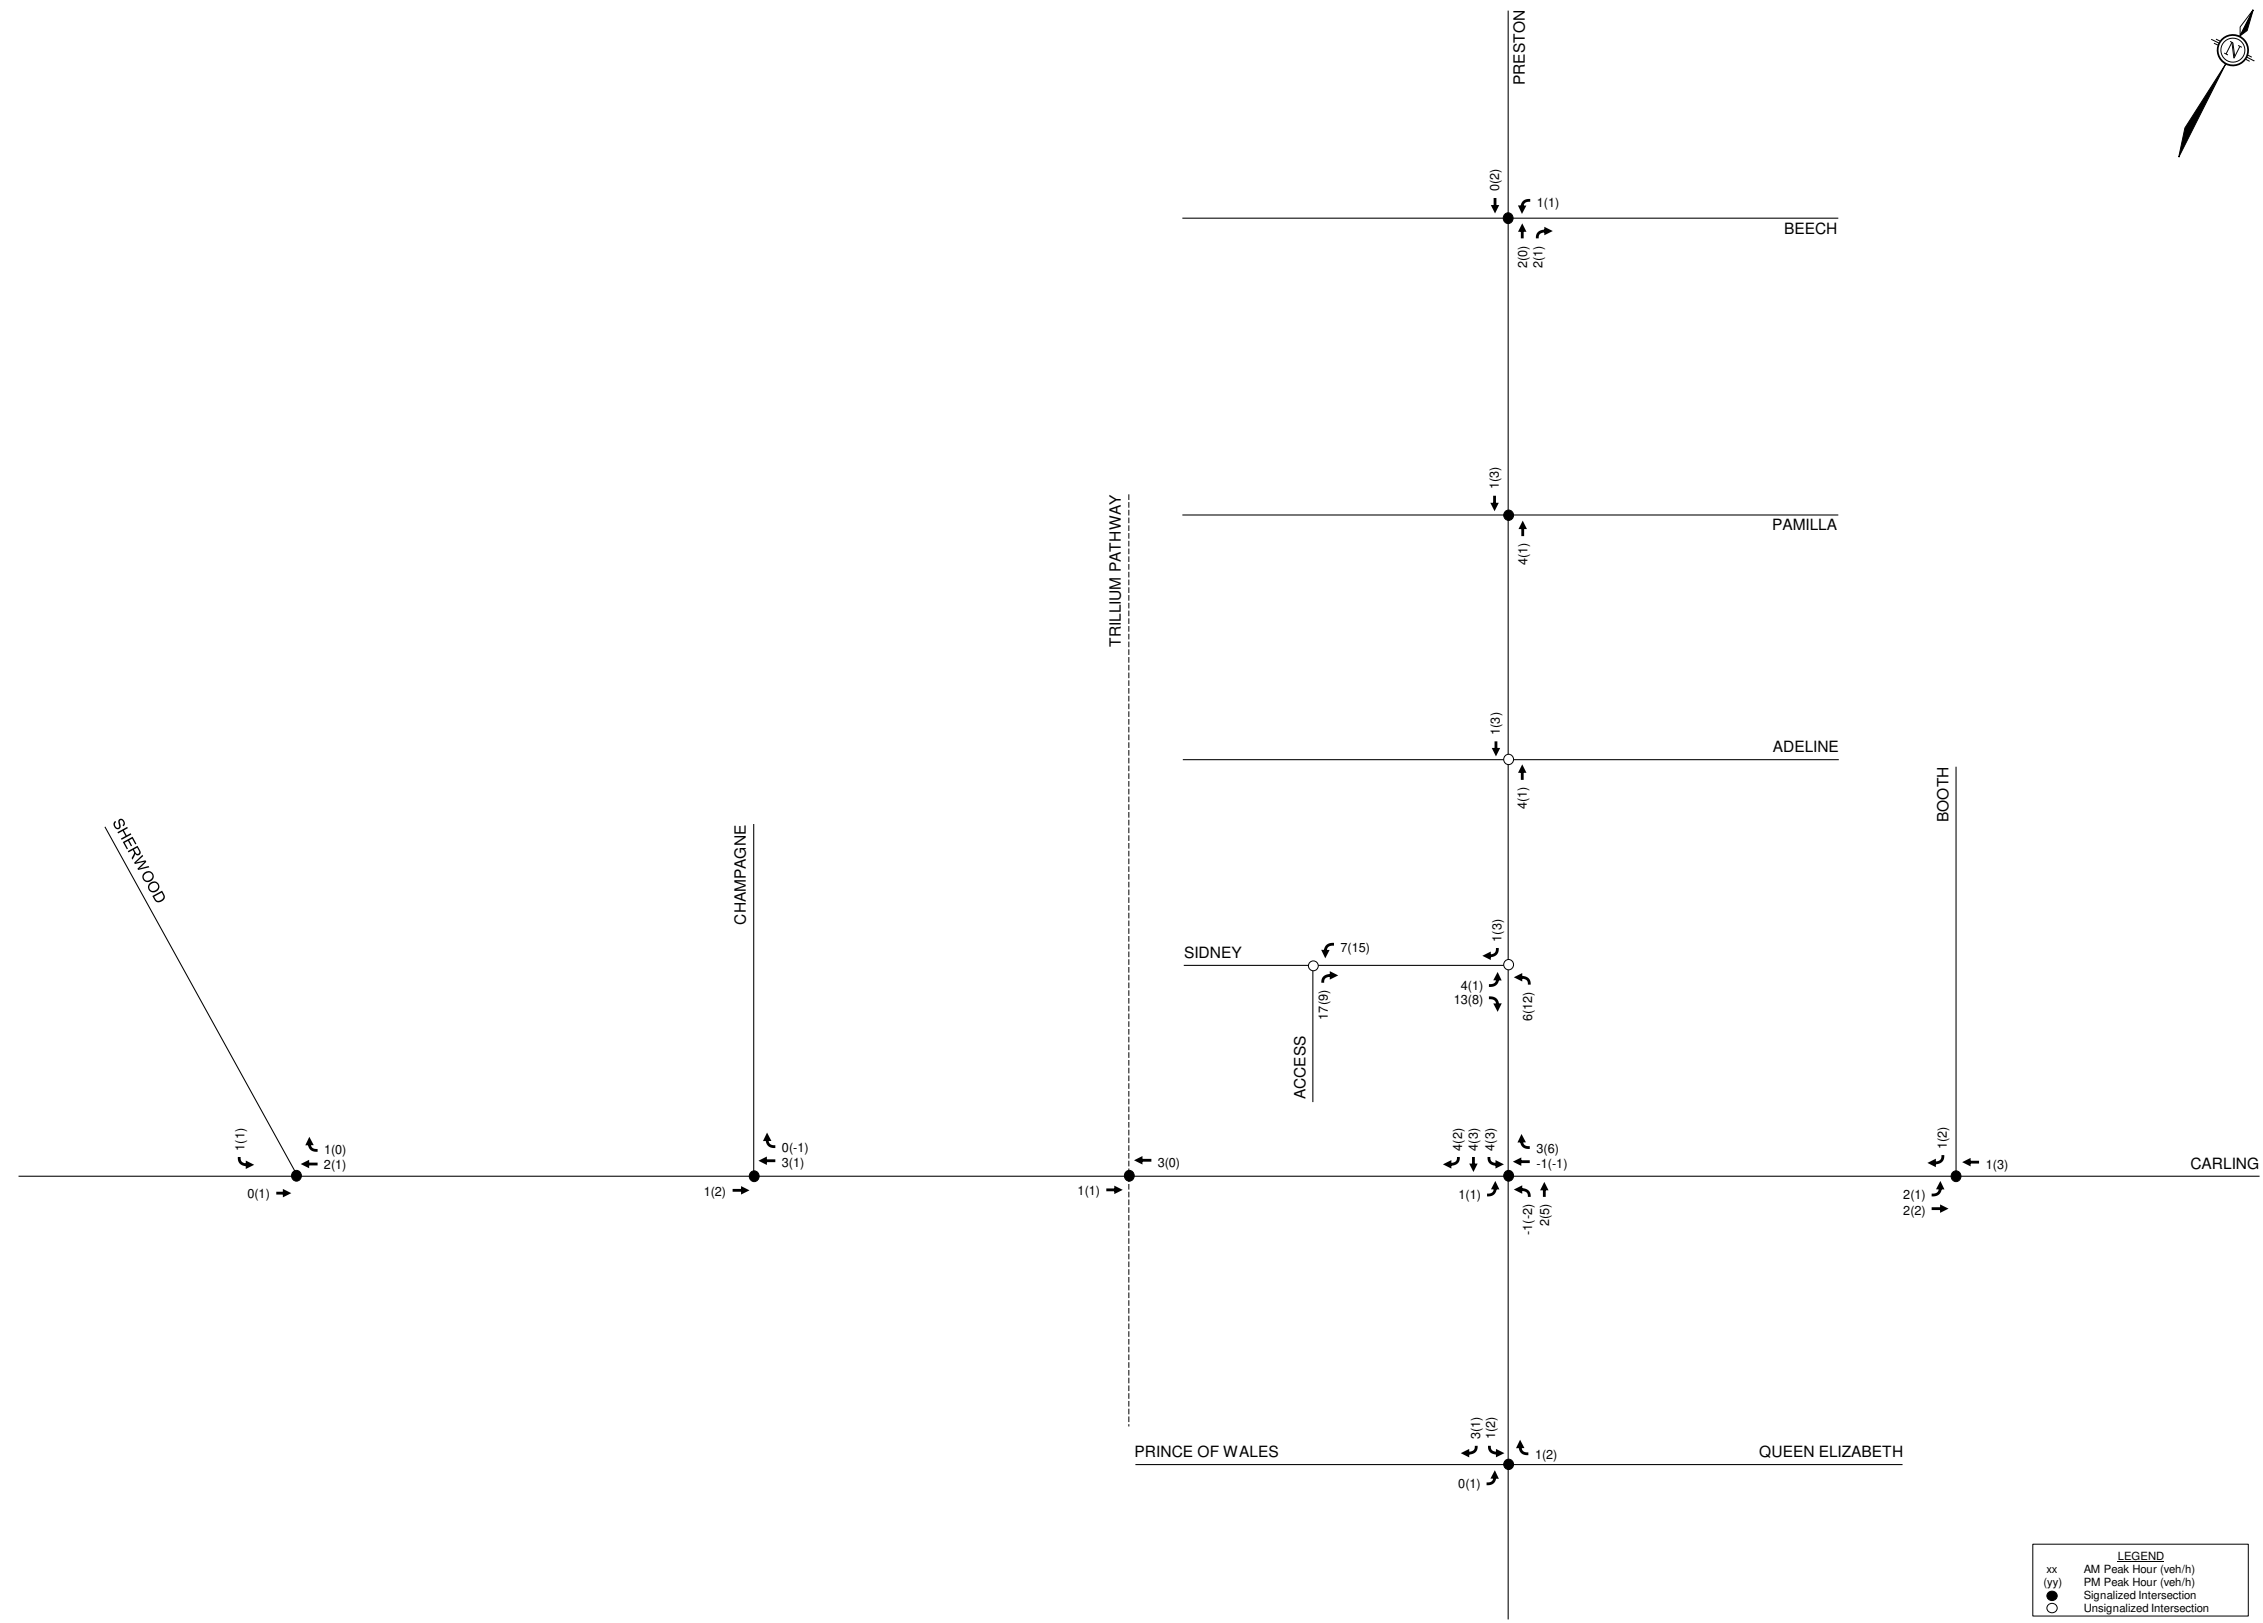 N
PRESTON
0(2)
1(1)
BEECH
2(0)
2(1)
1(3)
TRILLIUM PATHWAY
PAMILLA
4(1)
1(3)
ADELINE
4(1)
BOOTH
SHERWOOD
CHAMPAGNE
SIDNEY
7(15)
1(3)
4(1)
13(8)
17(9)
6(12)
ACCESS
1(1)
1(0)
2(1)
0(1)
0(-1)
3(1)
1(2)
3(0)
1(1)
4(2)
4(3)
4(3)
3(6)
-1(-1)
1(1)
-1(-2)
2(5)
1(2)
1(3)
CARLING
2(1)
2(2)
3(1)
1(2)
PRINCE OF WALES
1(2)
QUEEN ELIZABETH
0(1)
LEGEND
xx AM Peak Hour (veh/h)
(yy) PM Peak Hour (veh/h)
Signalized Intersection
Unsignalized Intersection